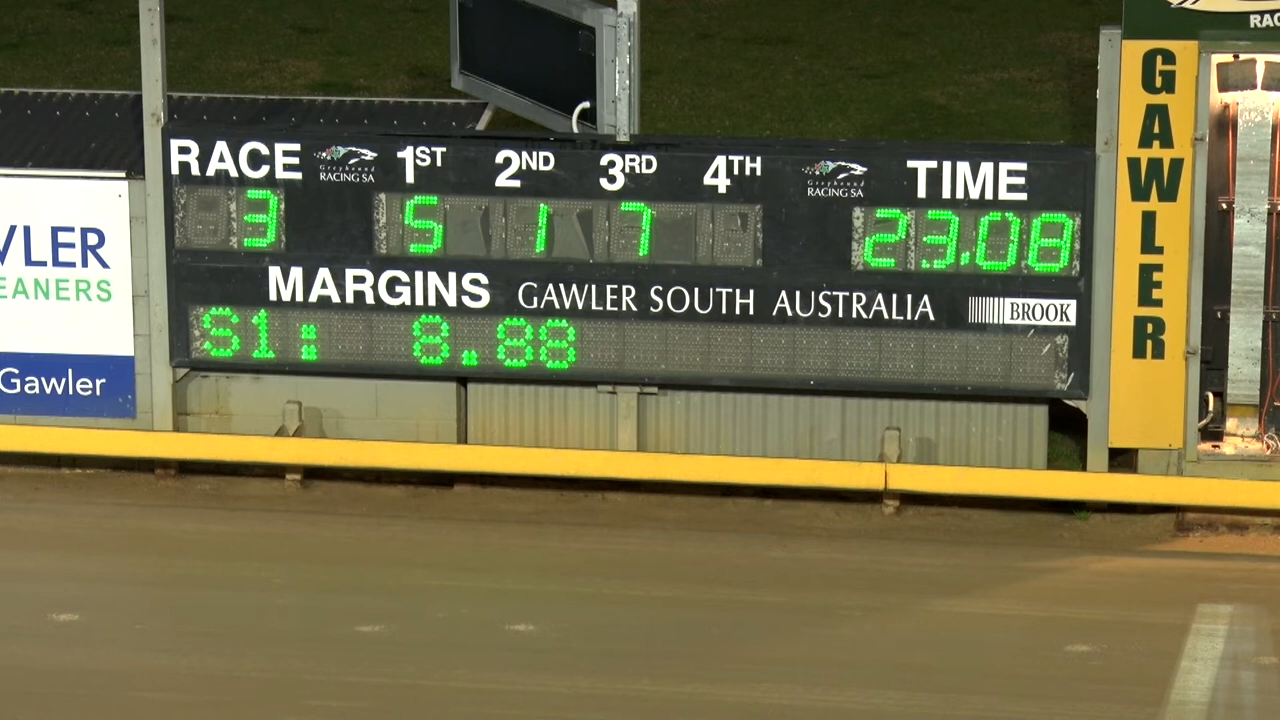 RAC
GAWLER
RACE
Greyhound
RACING SA
1ST
2ND
3RD
4TH
Greyhound
RACING SA
TIME
3
5
1
7
23.08
MARGINS
GAWLER SOUTH AUSTRALIA
BROOK
S1: 8.88
WLER
EANERS
Gawler